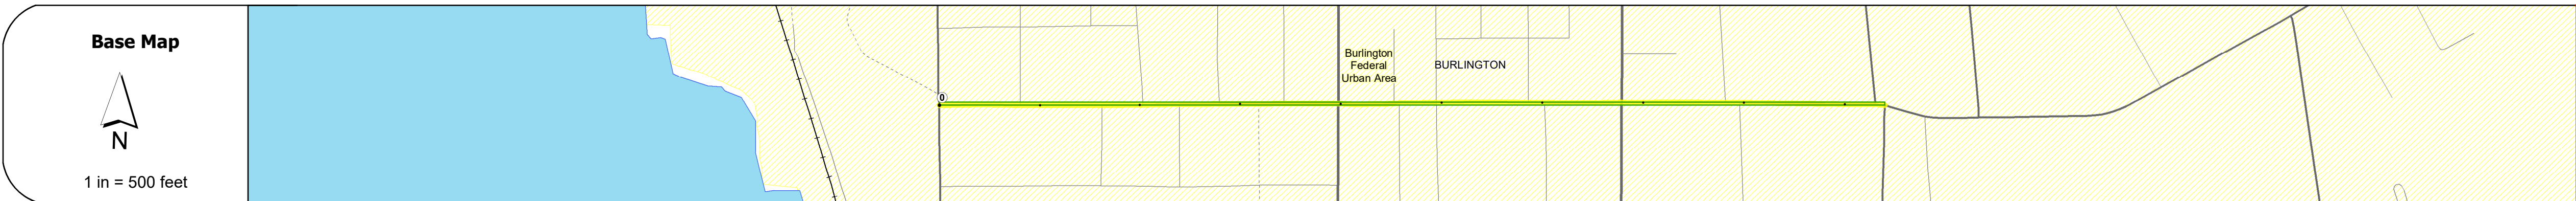 Base Map
N
1 in = 500 feet
0
Burlington
Federal
Urban Area
BURLINGTON